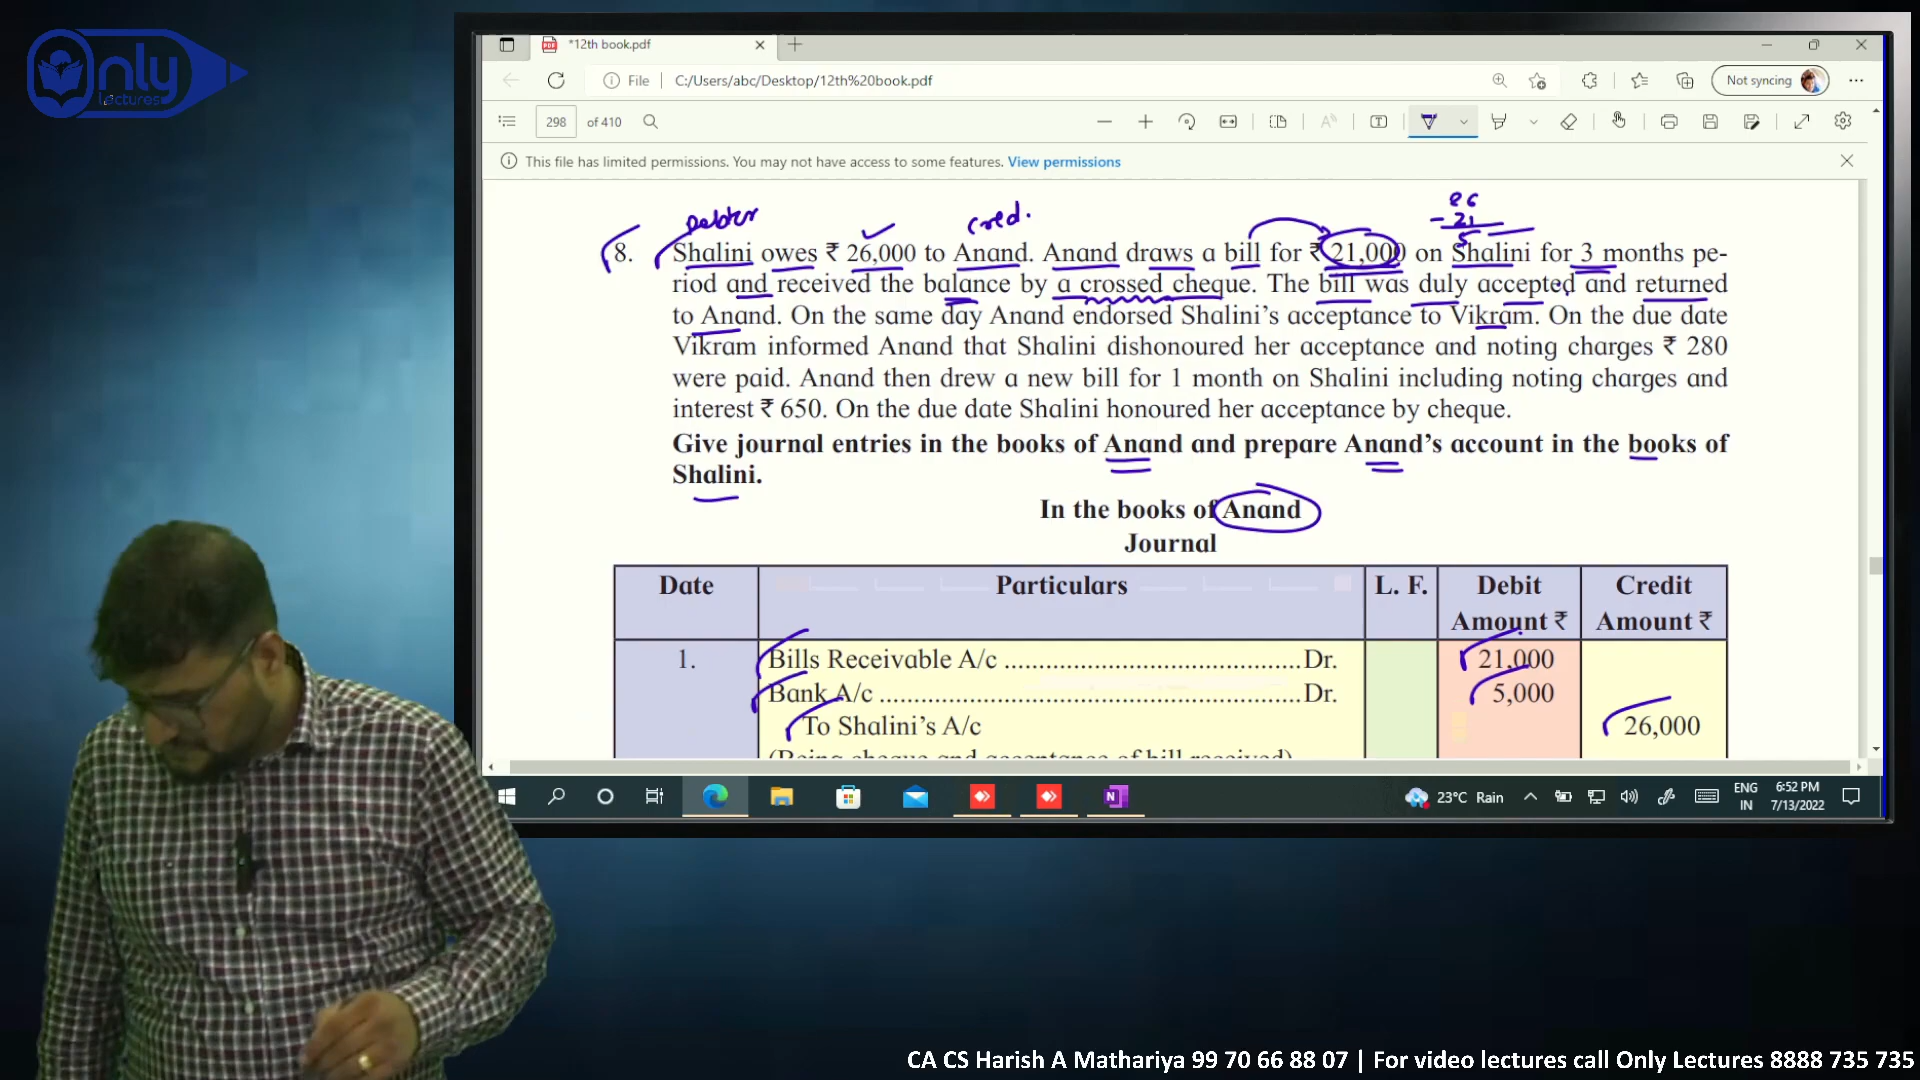 Only
Lectures
*12th book.pdf
File | C:/Users/abc/Desktop/12th%20book.pdf
Not syncing
298 of 410
This file has limited permissions. You may not have access to some features. View permissions
Debtor
cred.
26
- 21
5
8. Shalini owes ₹ 26,000 to Anand. Anand draws a bill for ₹ 21,000 on Shalini for 3 months pe-
riod and received the balance by a crossed cheque. The bill was duly accepted and returned
to Anand. On the same day Anand endorsed Shalini’s acceptance to Vikram. On the due date
Vikram informed Anand that Shalini dishonoured her acceptance and noting charges ₹ 280
were paid. Anand then drew a new bill for 1 month on Shalini including noting charges and
interest ₹ 650. On the due date Shalini honoured her acceptance by cheque.
Give journal entries in the books of Anand and prepare Anand’s account in the books of
Shalini.
In the books of Anand
Journal
Date Particulars L. F. Debit Amount ₹ Credit Amount ₹
1. Bills Receivable A/c ..........................................Dr. 21,000
Bank A/c ............................................................Dr. 5,000
To Shalini’s A/c 26,000
(Being cheque and acceptance of bill received)
23°C Rain
ENG
IN
6:52 PM
7/13/2022
CA CS Harish A Mathariya 99 70 66 88 07 | For video lectures call Only Lectures 8888 735 735